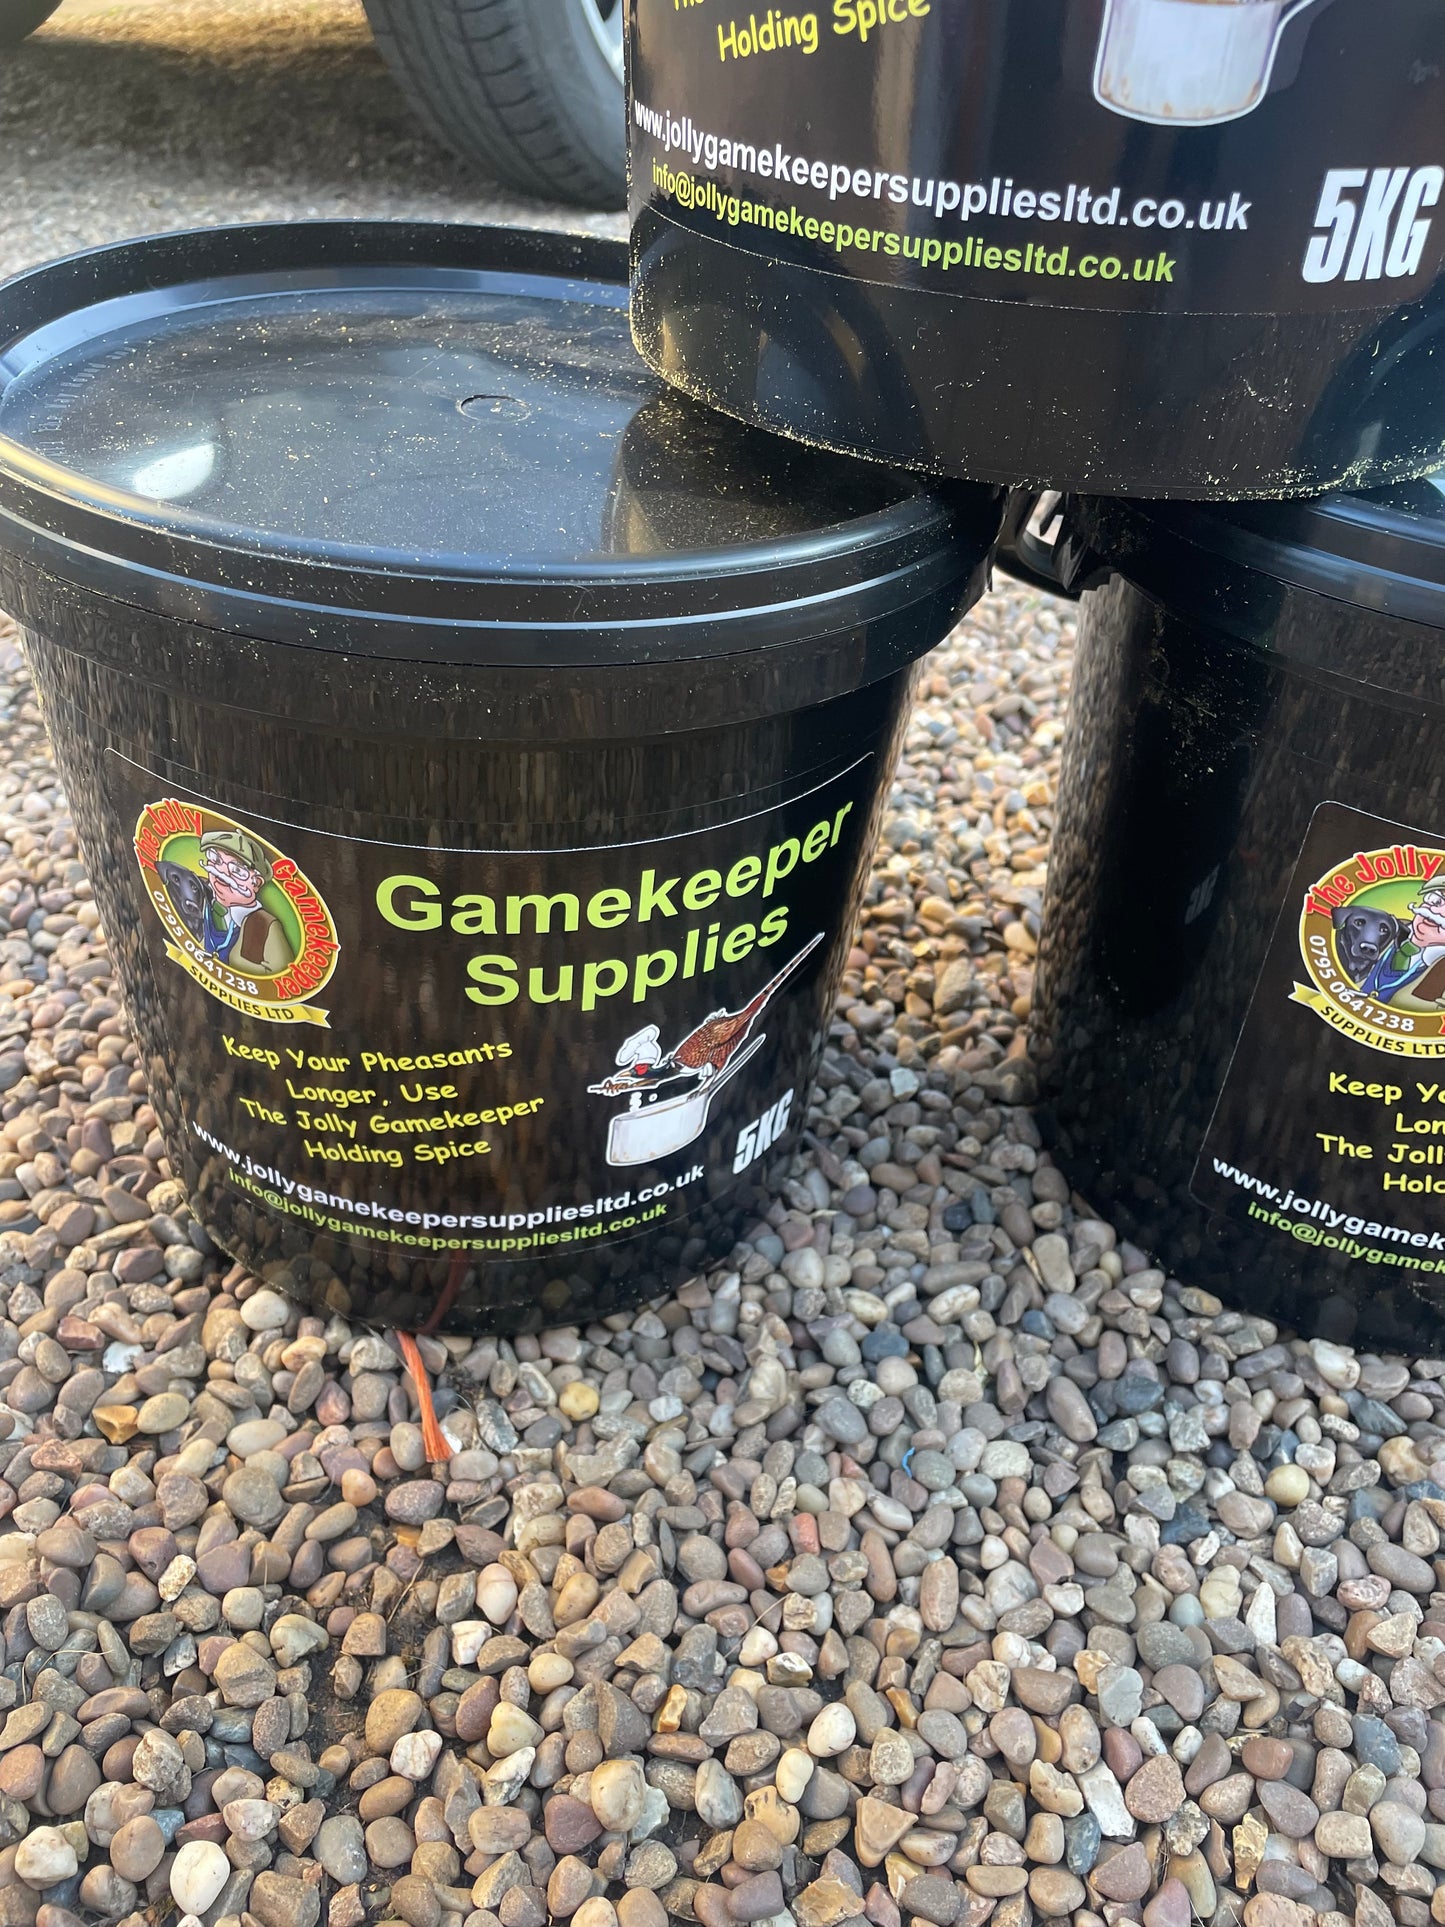 Holding Spice
www.jollygamekeepersuppliesltd.co.uk
info@jollygamekeepersuppliesltd.co.uk
5KG
The Jolly Gamekeeper
0795 0641238
SUPPLIES LTD
Gamekeeper
Supplies
Keep Your Pheasants
Longer, Use
The Jolly Gamekeeper
Holding Spice
www.jollygamekeepersuppliesltd.co.uk
info@jollygamekeepersuppliesltd.co.uk
5KG
The Jolly
0795 0641238
SUPPLIES LTD
Keep Yo
Lon
The Joll
Hold
www.jollygamek
info@jollygamek